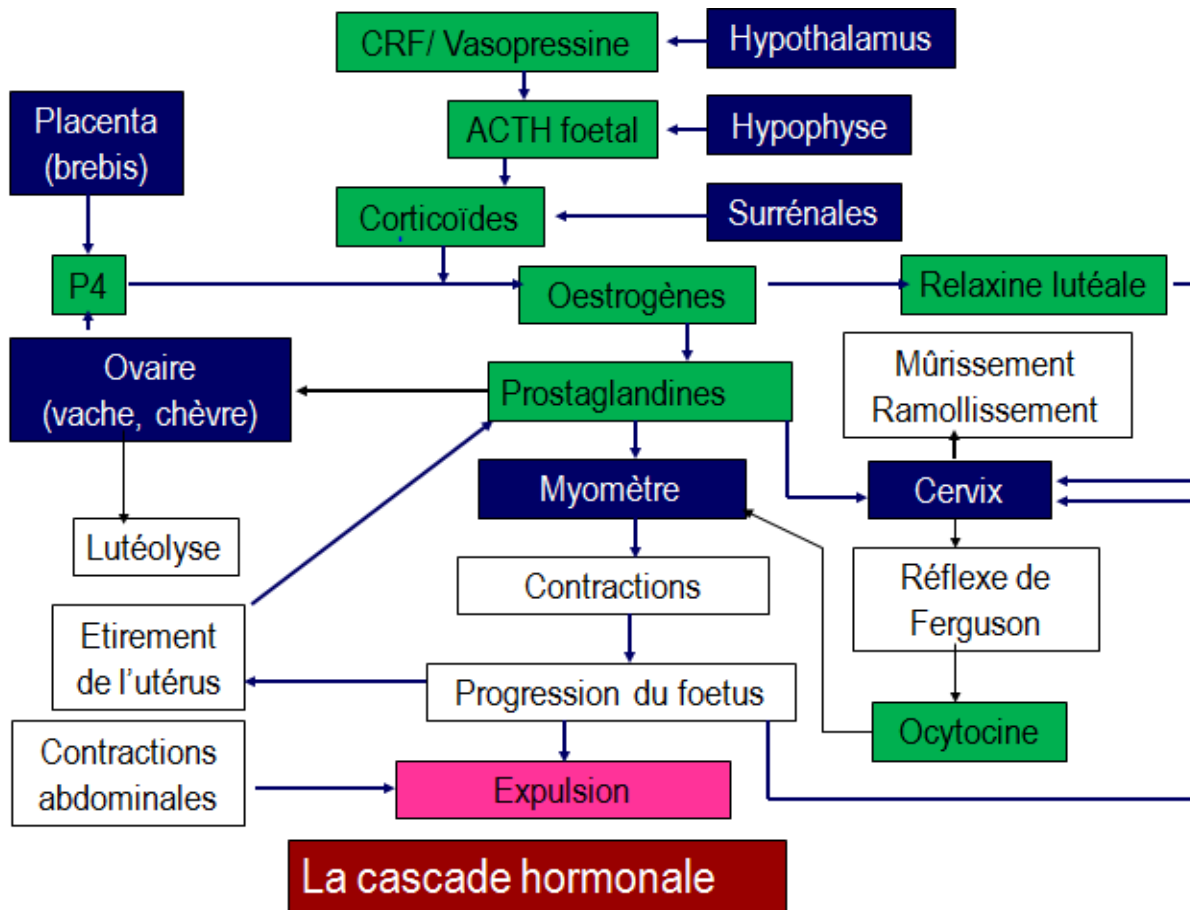 CRF/ Vasopressine
Hypothalamus
Placenta
(brebis)
ACTH foetal
Hypophyse
Corticoïdes
Surrénales
P4
Oestrogènes
Relaxine lutéale
Ovaire
(vache, chèvre)
Prostaglandines
Mûrissement
Ramollissement
Myomètre
Cervix
Lutéolyse
Contractions
Réflexe de
Ferguson
Etirement
de l'utérus
Progression du foetus
Ocytocine
Contractions
abdominales
Expulsion
La cascade hormonale